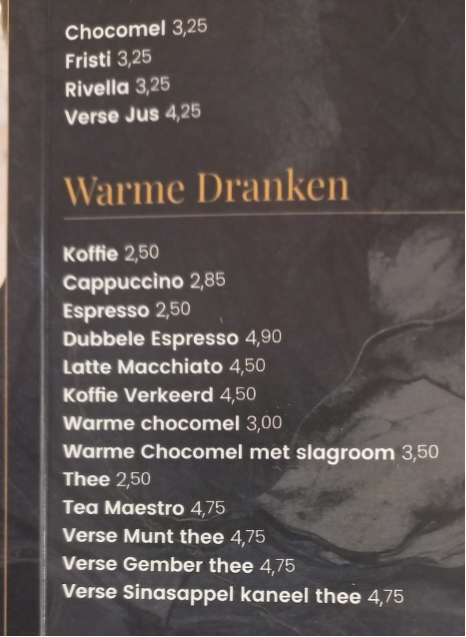 Chocomel 3,25
Fristi 3,25
Rivella 3,25
Verse Jus 4,25
Warme Dranken
Koffie 2,50
Cappuccino 2,85
Espresso 2,50
Dubbele Espresso 4,90
Latte Macchiato 4,50
Koffie Verkeerd 4,50
Warme chocomel 3,00
Warme Chocomel met slagroom 3,50
Thee 2,50
Tea Maestro 4,75
Verse Munt thee 4,75
Verse Gember thee 4,75
Verse Sinasappel kaneel thee 4,75